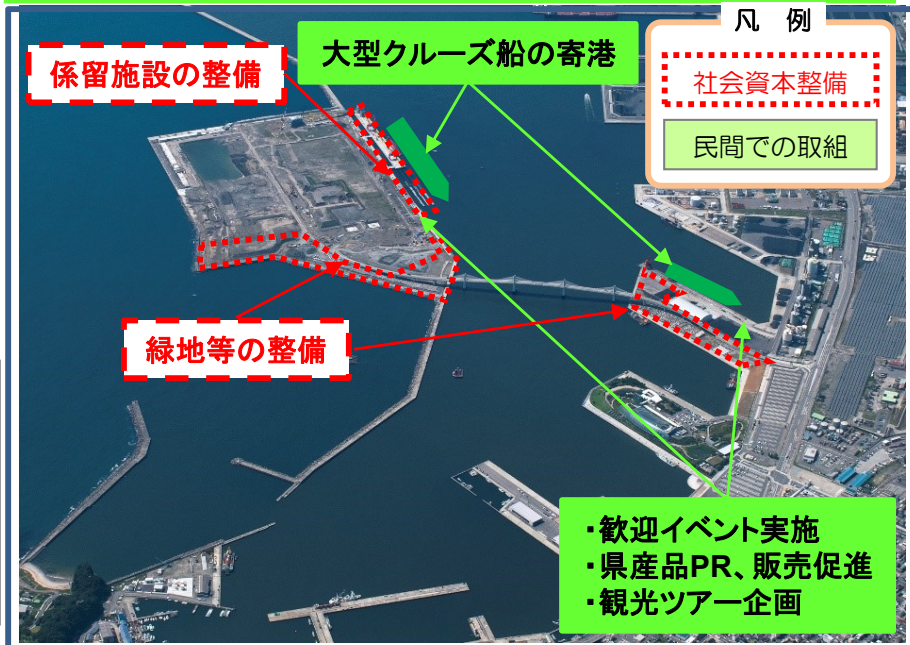 凡 例
社会資本整備
民間での取組
大型クルーズ船の寄港
係留施設の整備
緑地等の整備
・歓迎イベント実施
・県産品PR、販売促進
・観光ツアー企画